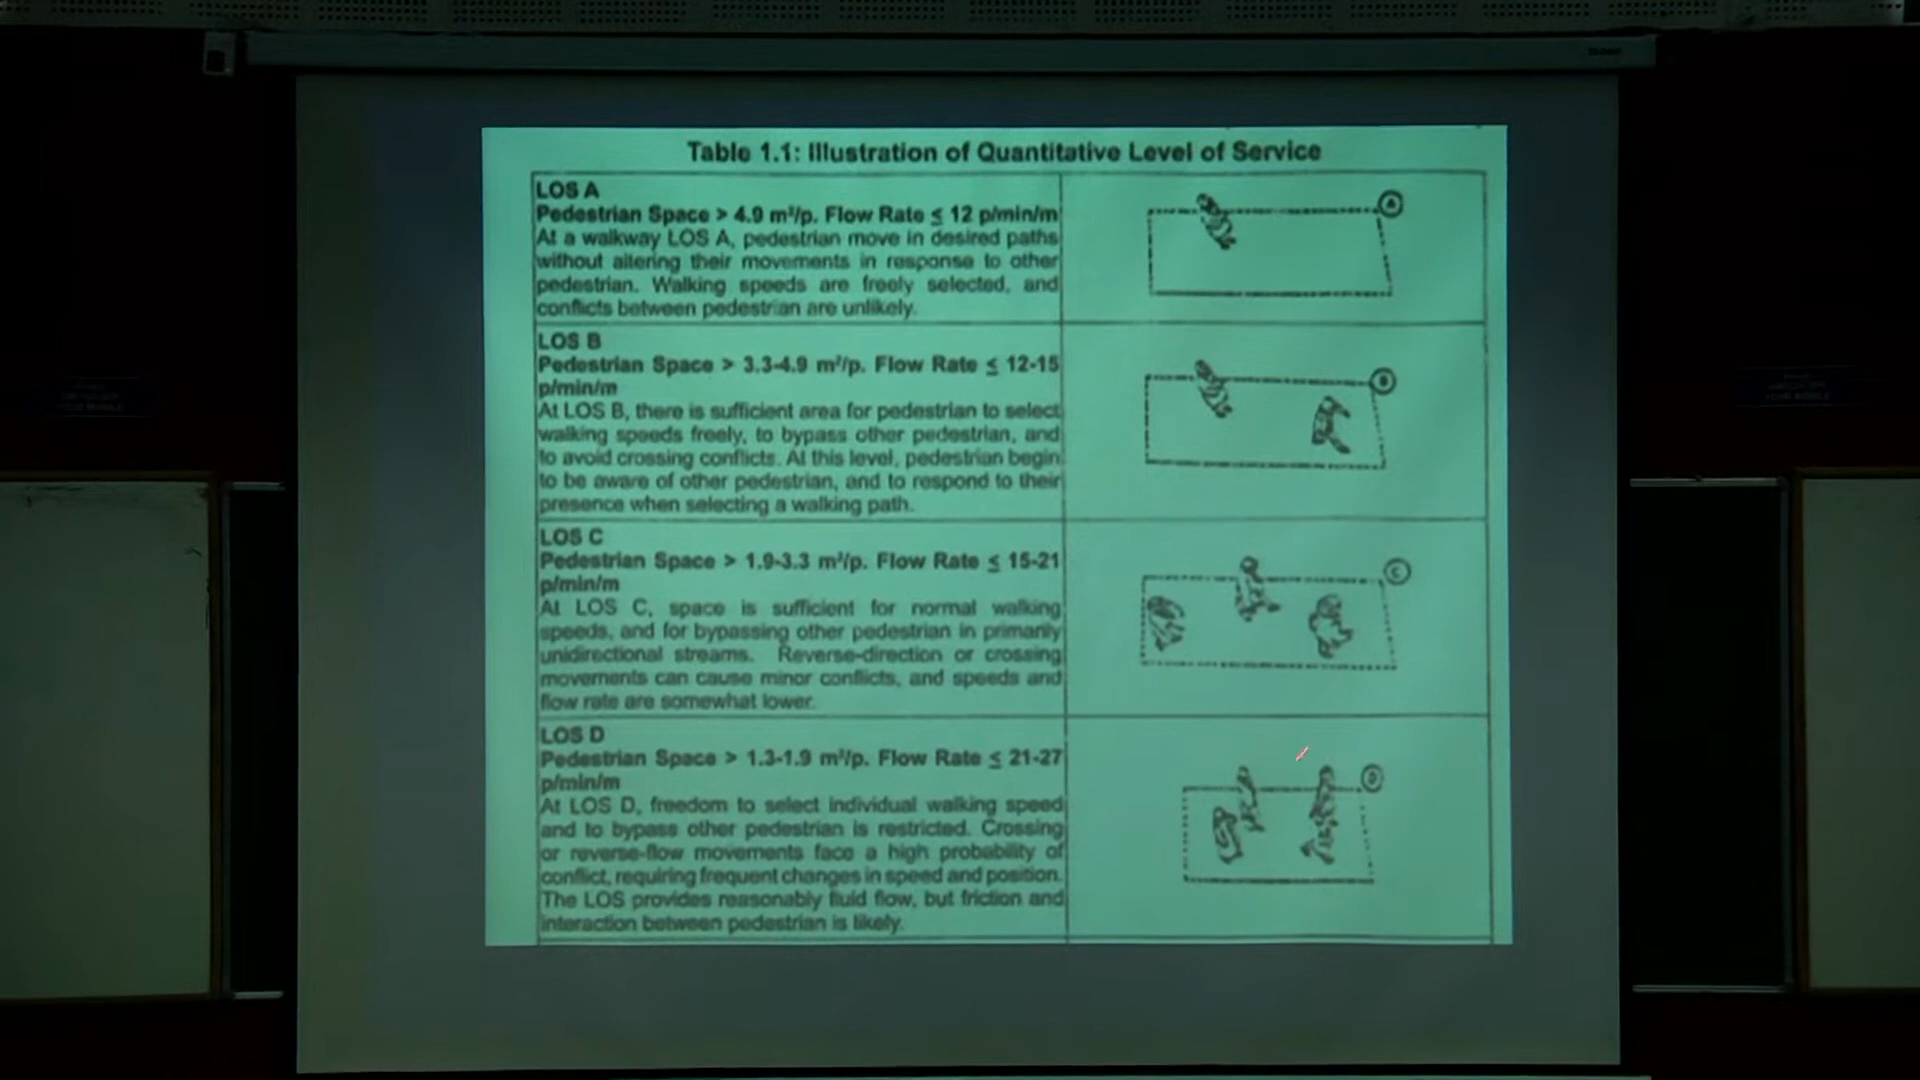 Table 1.1: Illustration of Quantitative Level of Service
LOS A
Pedestrian Space > 4.9 m²/p. Flow Rate ≤ 12 p/min/m
At a walkway LOS A, pedestrian move in desired paths
without altering their movements in response to other
pedestrian. Walking speeds are freely selected, and
conflicts between pedestrian are unlikely.
A
LOS B
Pedestrian Space > 3.3-4.9 m²/p. Flow Rate ≤ 12-15
p/min/m
At LOS B, there is sufficient area for pedestrian to select
walking speeds freely, to bypass other pedestrian, and
to avoid crossing conflicts. At this level, pedestrian begin
to be aware of other pedestrian, and to respond to their
presence when selecting a walking path.
B
LOS C
Pedestrian Space > 1.9-3.3 m²/p. Flow Rate ≤ 15-21
p/min/m
At LOS C, space is sufficient for normal walking
speeds, and for bypassing other pedestrian in primarily
unidirectional streams. Reverse-direction or crossing
movements can cause minor conflicts, and speeds and
flow rate are somewhat lower.
C
LOS D
Pedestrian Space > 1.3-1.9 m²/p. Flow Rate ≤ 21-27
p/min/m
At LOS D, freedom to select individual walking speed
and to bypass other pedestrian is restricted. Crossing
or reverse-flow movements face a high probability of
conflict, requiring frequent changes in speed and position.
The LOS provides reasonably fluid flow, but friction and
interaction between pedestrian is likely.
D